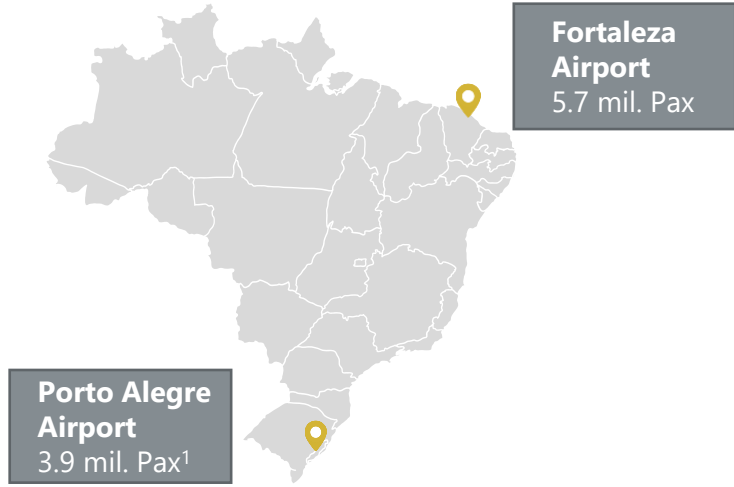 Fortaleza
Airport
5.7 mil. Pax
Porto Alegre
Airport
3.9 mil. Pax¹